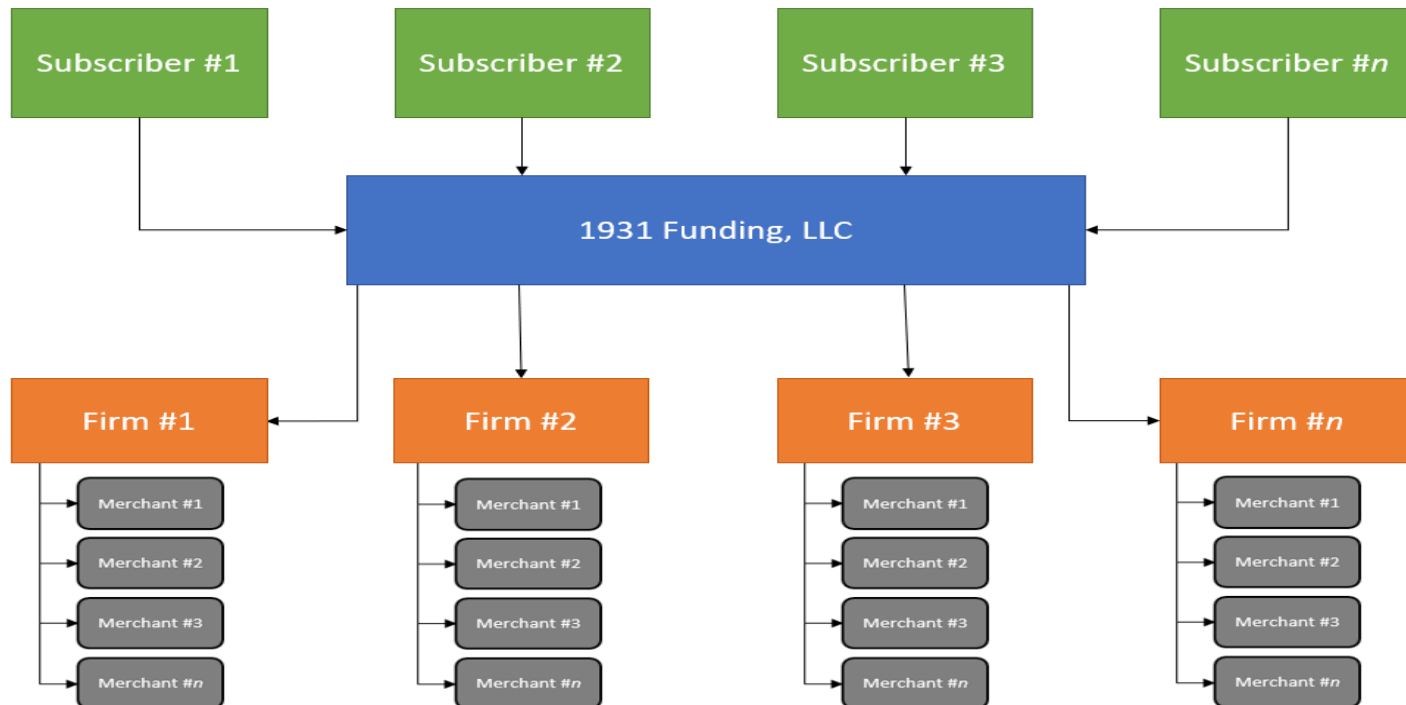 Subscriber #1
Subscriber #2
Subscriber #3
Subscriber #n
1931 Funding, LLC
Firm #1
Firm #2
Firm #3
Firm #n
Merchant #1
Merchant #2
Merchant #3
Merchant #n
Merchant #1
Merchant #2
Merchant #3
Merchant #n
Merchant #1
Merchant #2
Merchant #3
Merchant #n
Merchant #1
Merchant #2
Merchant #3
Merchant #n